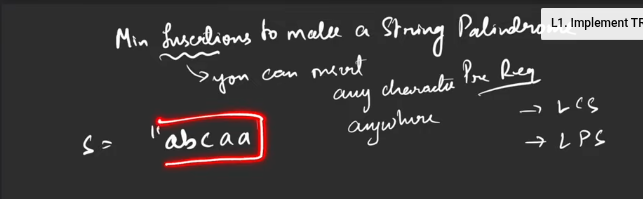 Min Insertions to make a String Palindrome
L1. Implement TR
↳ you can insert any character anywhere
Pre Req
→ LCS
→ LPS
S = "abcaa